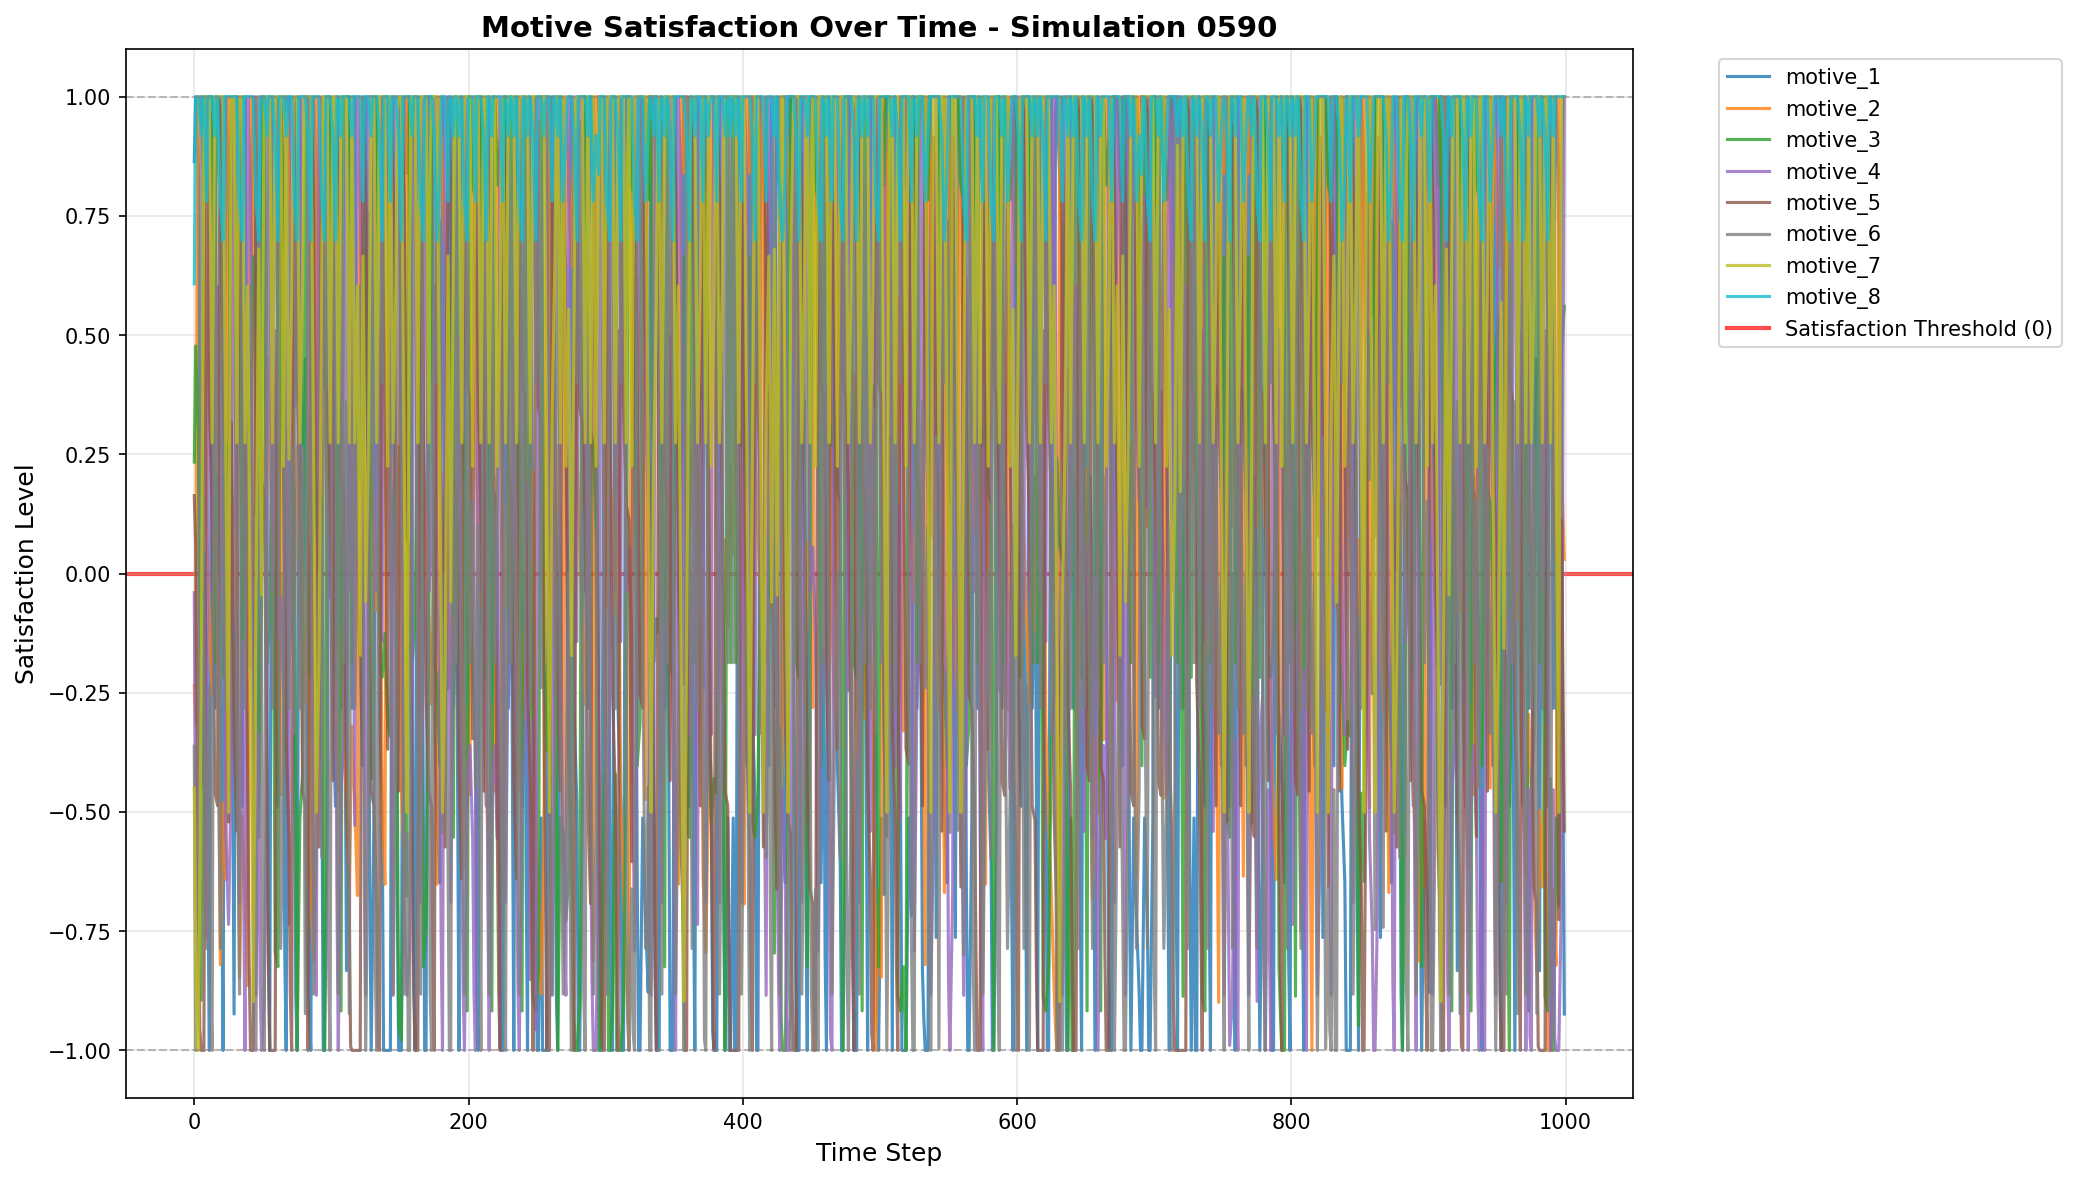 Motive Satisfaction Over Time - Simulation 0590
1.00
0.75
0.50
0.25
0.00
−0.25
−0.50
−0.75
−1.00
Satisfaction Level
0 200 400 600 800 1000
Time Step
motive_1
motive_2
motive_3
motive_4
motive_5
motive_6
motive_7
motive_8
Satisfaction Threshold (0)